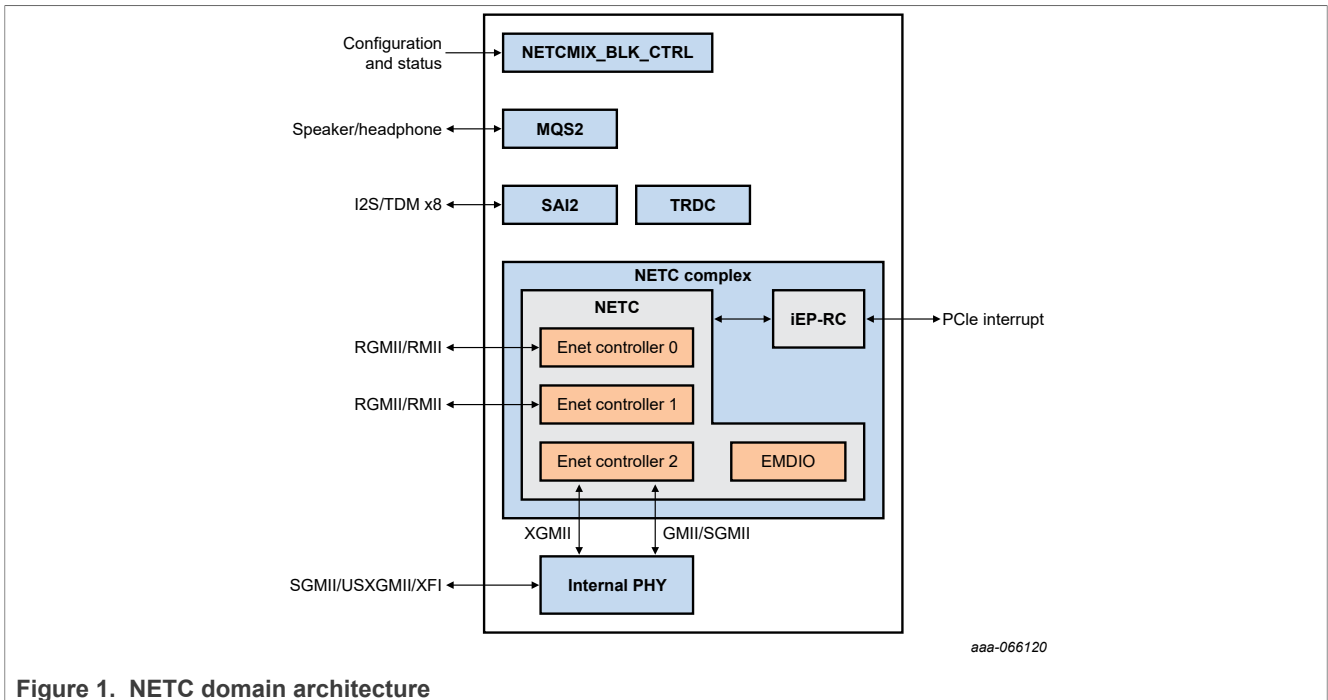 Configuration
and status
NETCMIX_BLK_CTRL
Speaker/headphone
MQS2
I2S/TDM x8
SAI2
TRDC
NETC complex
NETC
iEP-RC
PCIe interrupt
RGMII/RMII
Enet controller 0
RGMII/RMII
Enet controller 1
Enet controller 2
EMDIO
XGMII
GMII/SGMII
SGMII/USXGMII/XFI
Internal PHY
aaa-066120
Figure 1. NETC domain architecture